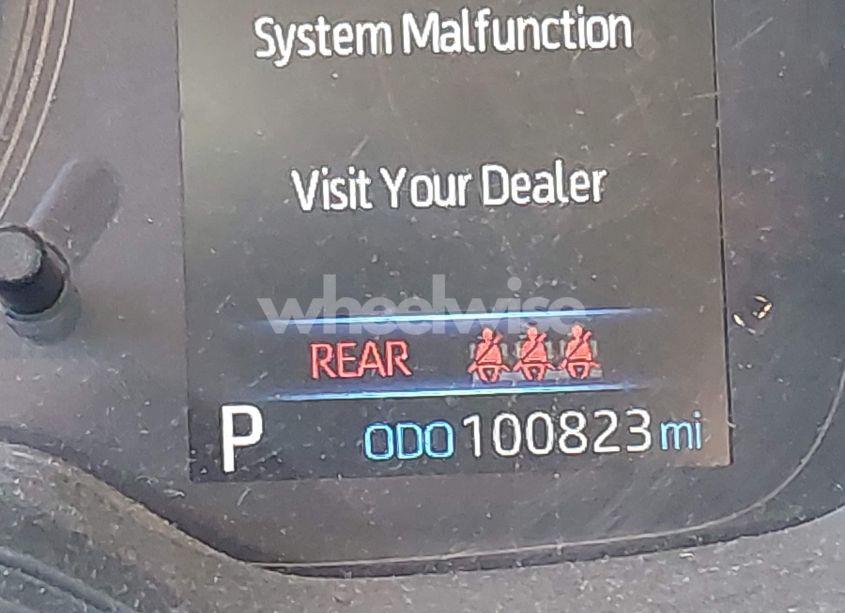 System Malfunction
Visit Your Dealer
wheelwise
REAR
P ODO 100823 mi